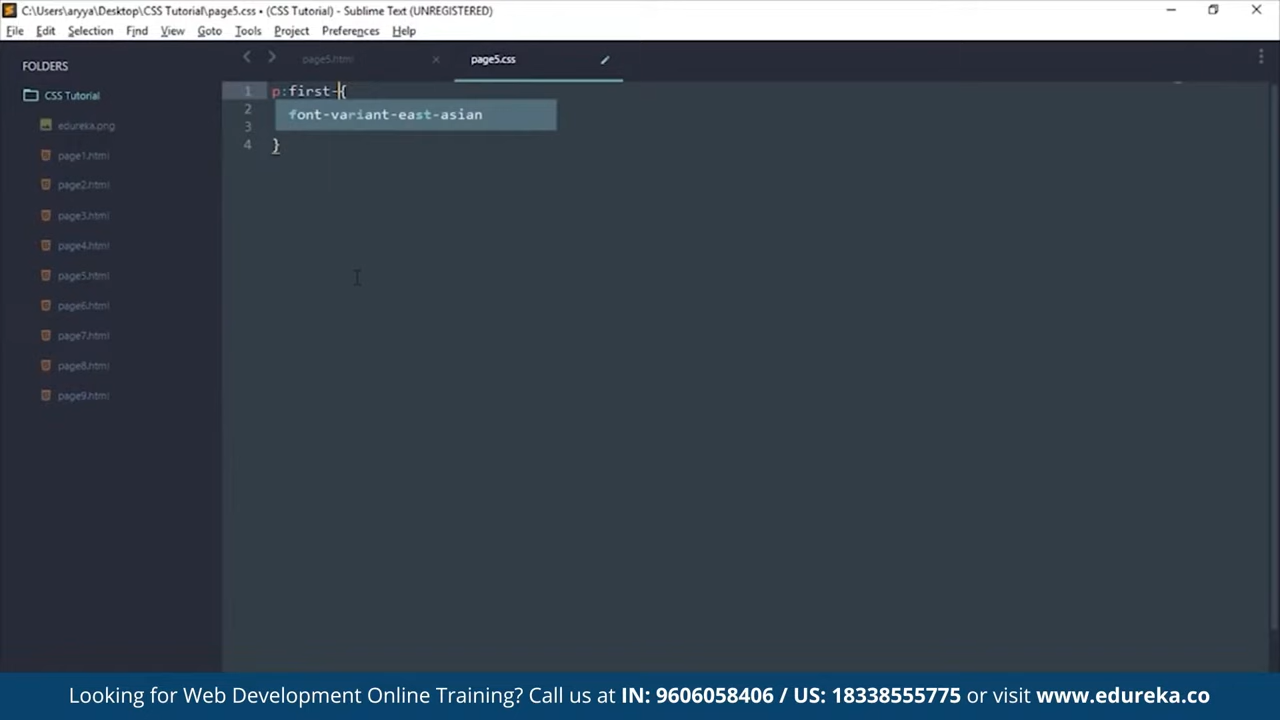 C:\Users\aryya\Desktop\CSS Tutorial\page5.css • (CSS Tutorial) - Sublime Text (UNREGISTERED)
File Edit Selection Find View Goto Tools Project Preferences Help
FOLDERS
CSS Tutorial
edureka.png
page1.html
page2.html
page3.html
page4.html
page5.html
page6.html
page7.html
page8.html
page9.html
page5.html page5.css
1 p:first-{
font-variant-east-asian
2
3
4 }
Looking for Web Development Online Training? Call us at IN: 9606058406 / US: 18338555775 or visit www.edureka.co